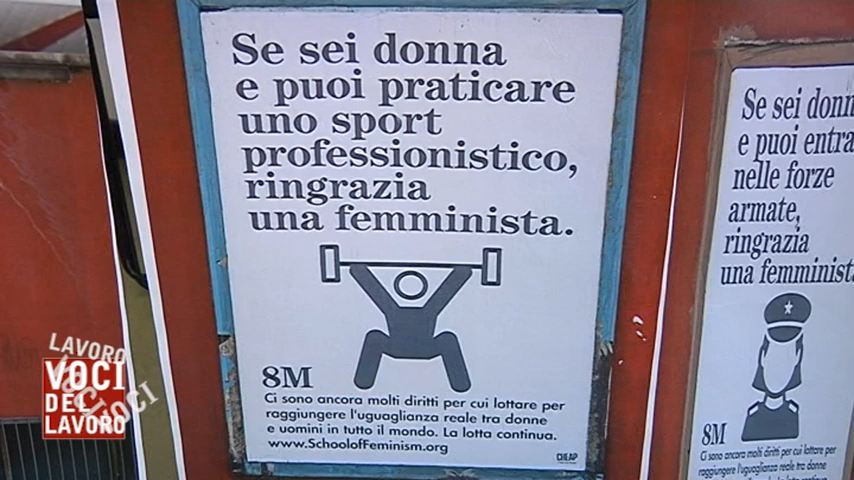 Se sei donna
e puoi praticare
uno sport
professionistico,
ringrazia
una femminista.
8M
Ci sono ancora molti diritti per cui lottare per
raggiungere l'uguaglianza reale tra donne
e uomini in tutto il mondo. La lotta continua.
www.SchoolofFeminism.org
CHEAP
Se sei donn
e puoi entra
nelle forze
armate,
ringrazia
una femminist
8M
Ci sono ancora molti diritti per cui lottare per
raggiungere l'uguaglianza reale tra donne
LAVORO
VOCI
DEL
LAVORO
VOCI